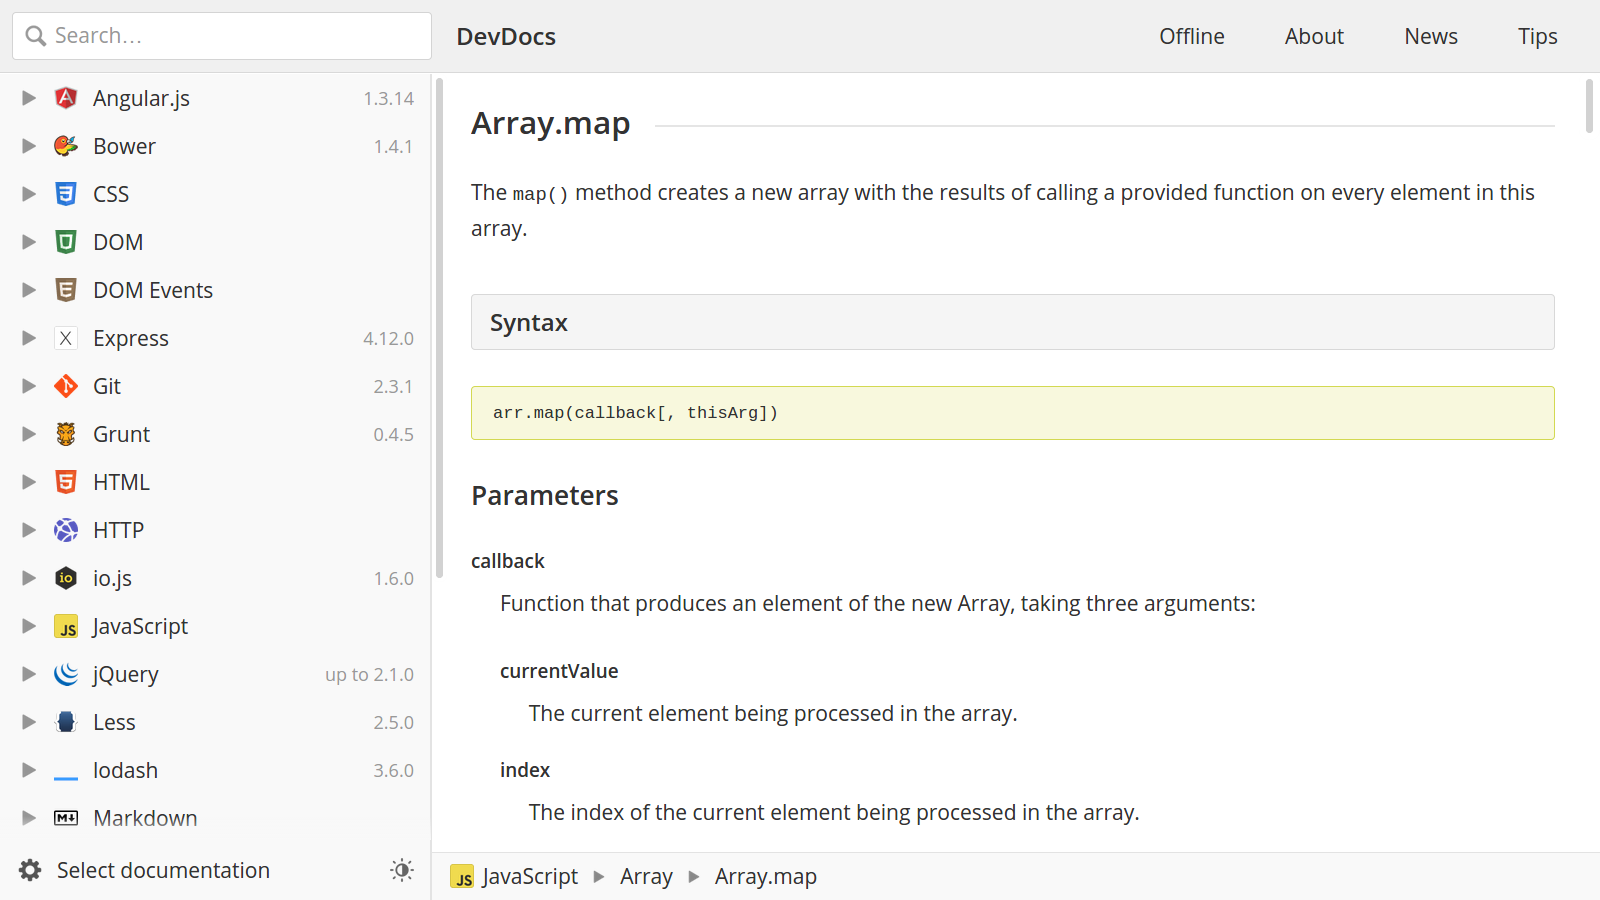 Search…
DevDocs
Offline
About
News
Tips
Angular.js 1.3.14
Bower 1.4.1
CSS
DOM
DOM Events
X Express 4.12.0
Git 2.3.1
Grunt 0.4.5
HTML
HTTP
io io.js 1.6.0
JS JavaScript
jQuery up to 2.1.0
Less 2.5.0
lodash 3.6.0
Markdown
Select documentation
Array.map
The map() method creates a new array with the results of calling a provided function on every element in this
array.
Syntax
arr.map(callback[, thisArg])
Parameters
callback
Function that produces an element of the new Array, taking three arguments:
currentValue
The current element being processed in the array.
index
The index of the current element being processed in the array.
JS JavaScript Array Array.map